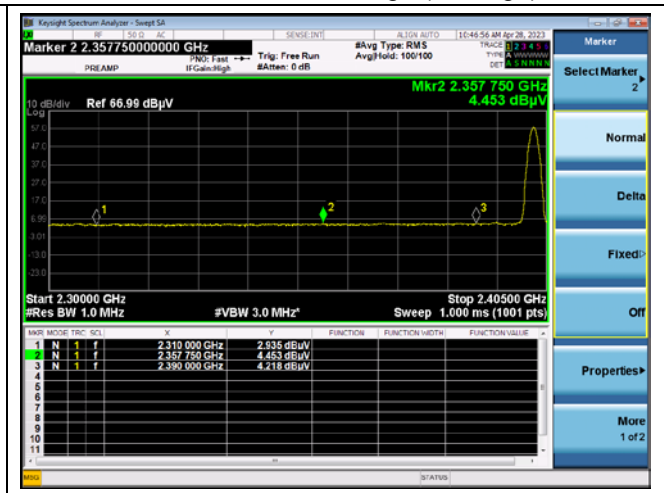 Keysight Spectrum Analyzer - Swept SA
RF 50 Ω AC SENSE:INT ALIGN AUTO 10:46:56 AM Apr 28, 2023
Marker 2 2.357750000000 GHz
PREAMP
PNO: Fast
IFGain:High
Trig: Free Run
#Atten: 0 dB
#Avg Type: RMS
Avg|Hold: 100/100
TRACE 1 2 3 4 5 6
TYPE A WWWWW
DET A S N N N N
Mkr2 2.357 750 GHz
4.453 dBµV
10 dB/div Ref 66.99 dBµV
Log
57.0
47.0
37.0
27.0
17.0
6.99
-3.01
-13.0
-23.0
1
2
3
Start 2.30000 GHz Stop 2.40500 GHz
#Res BW 1.0 MHz #VBW 3.0 MHz* Sweep 1.000 ms (1001 pts)
MKR MODE TRC SCL X Y FUNCTION FUNCTION WIDTH FUNCTION VALUE
1 N 1 f 2.310 000 GHz 2.935 dBuV
2 N 1 f 2.357 750 GHz 4.453 dBuV
3 N 1 f 2.390 000 GHz 4.218 dBuV
4
5
6
7
8
9
10
11
MSG STATUS
Marker
Select Marker
2
Normal
Delta
Fixed
Off
Properties
More
1 of 2